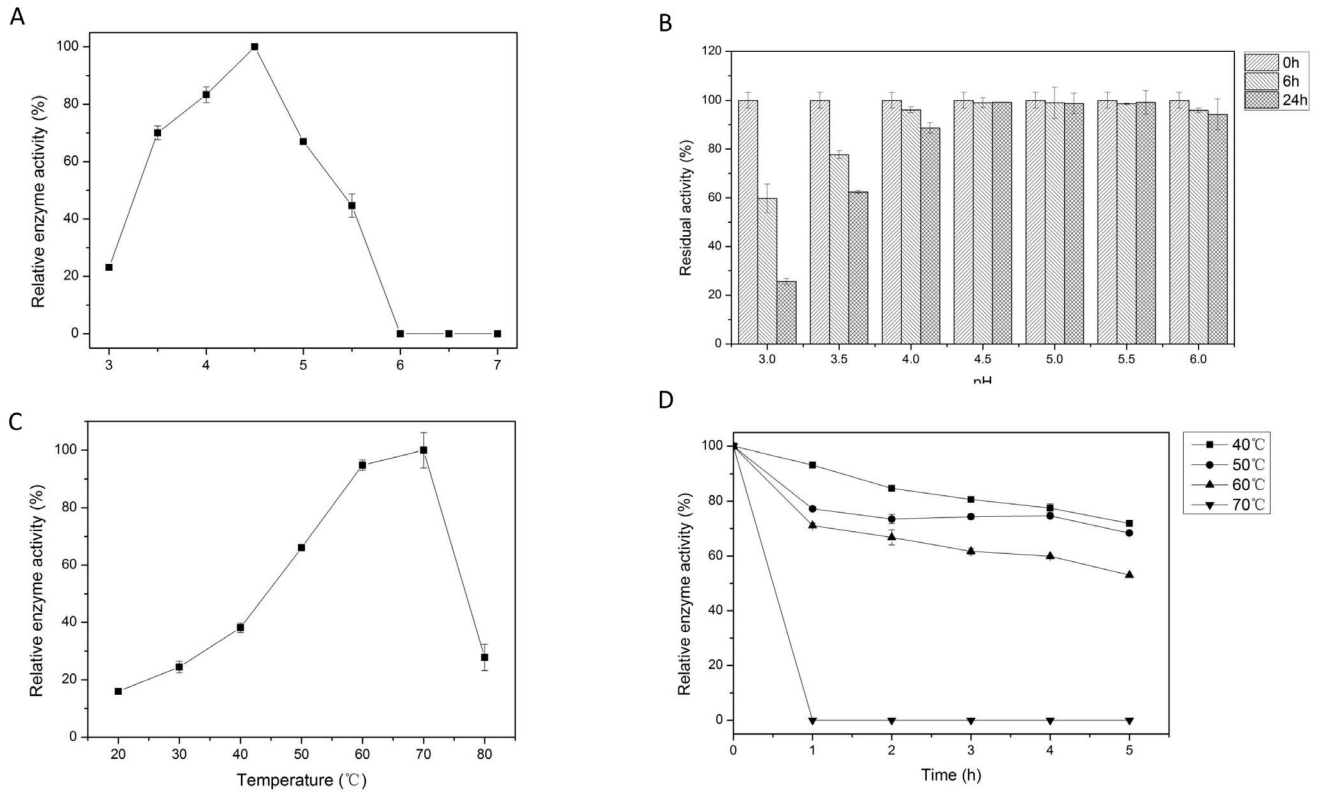 A
Relative enzyme activity (%)
100
80
60
40
20
0
3 4 5 6 7
B
Residual activity (%)
120
100
80
60
40
20
0
3.0 3.5 4.0 4.5 5.0 5.5 6.0
pH
0h
6h
24h
C
Relative enzyme activity (%)
100
80
60
40
20
0
20 30 40 50 60 70 80
Temperature (℃)
D
Relative enzyme activity (%)
100
80
60
40
20
0
0 1 2 3 4 5
Time (h)
40℃
50℃
60℃
70℃